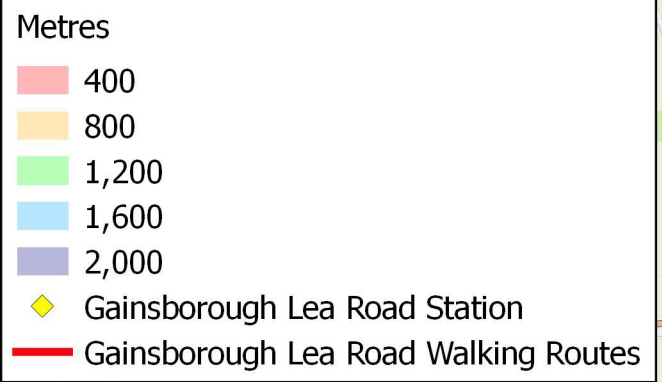 Metres
400
800
1,200
1,600
2,000
Gainsborough Lea Road Station
Gainsborough Lea Road Walking Routes